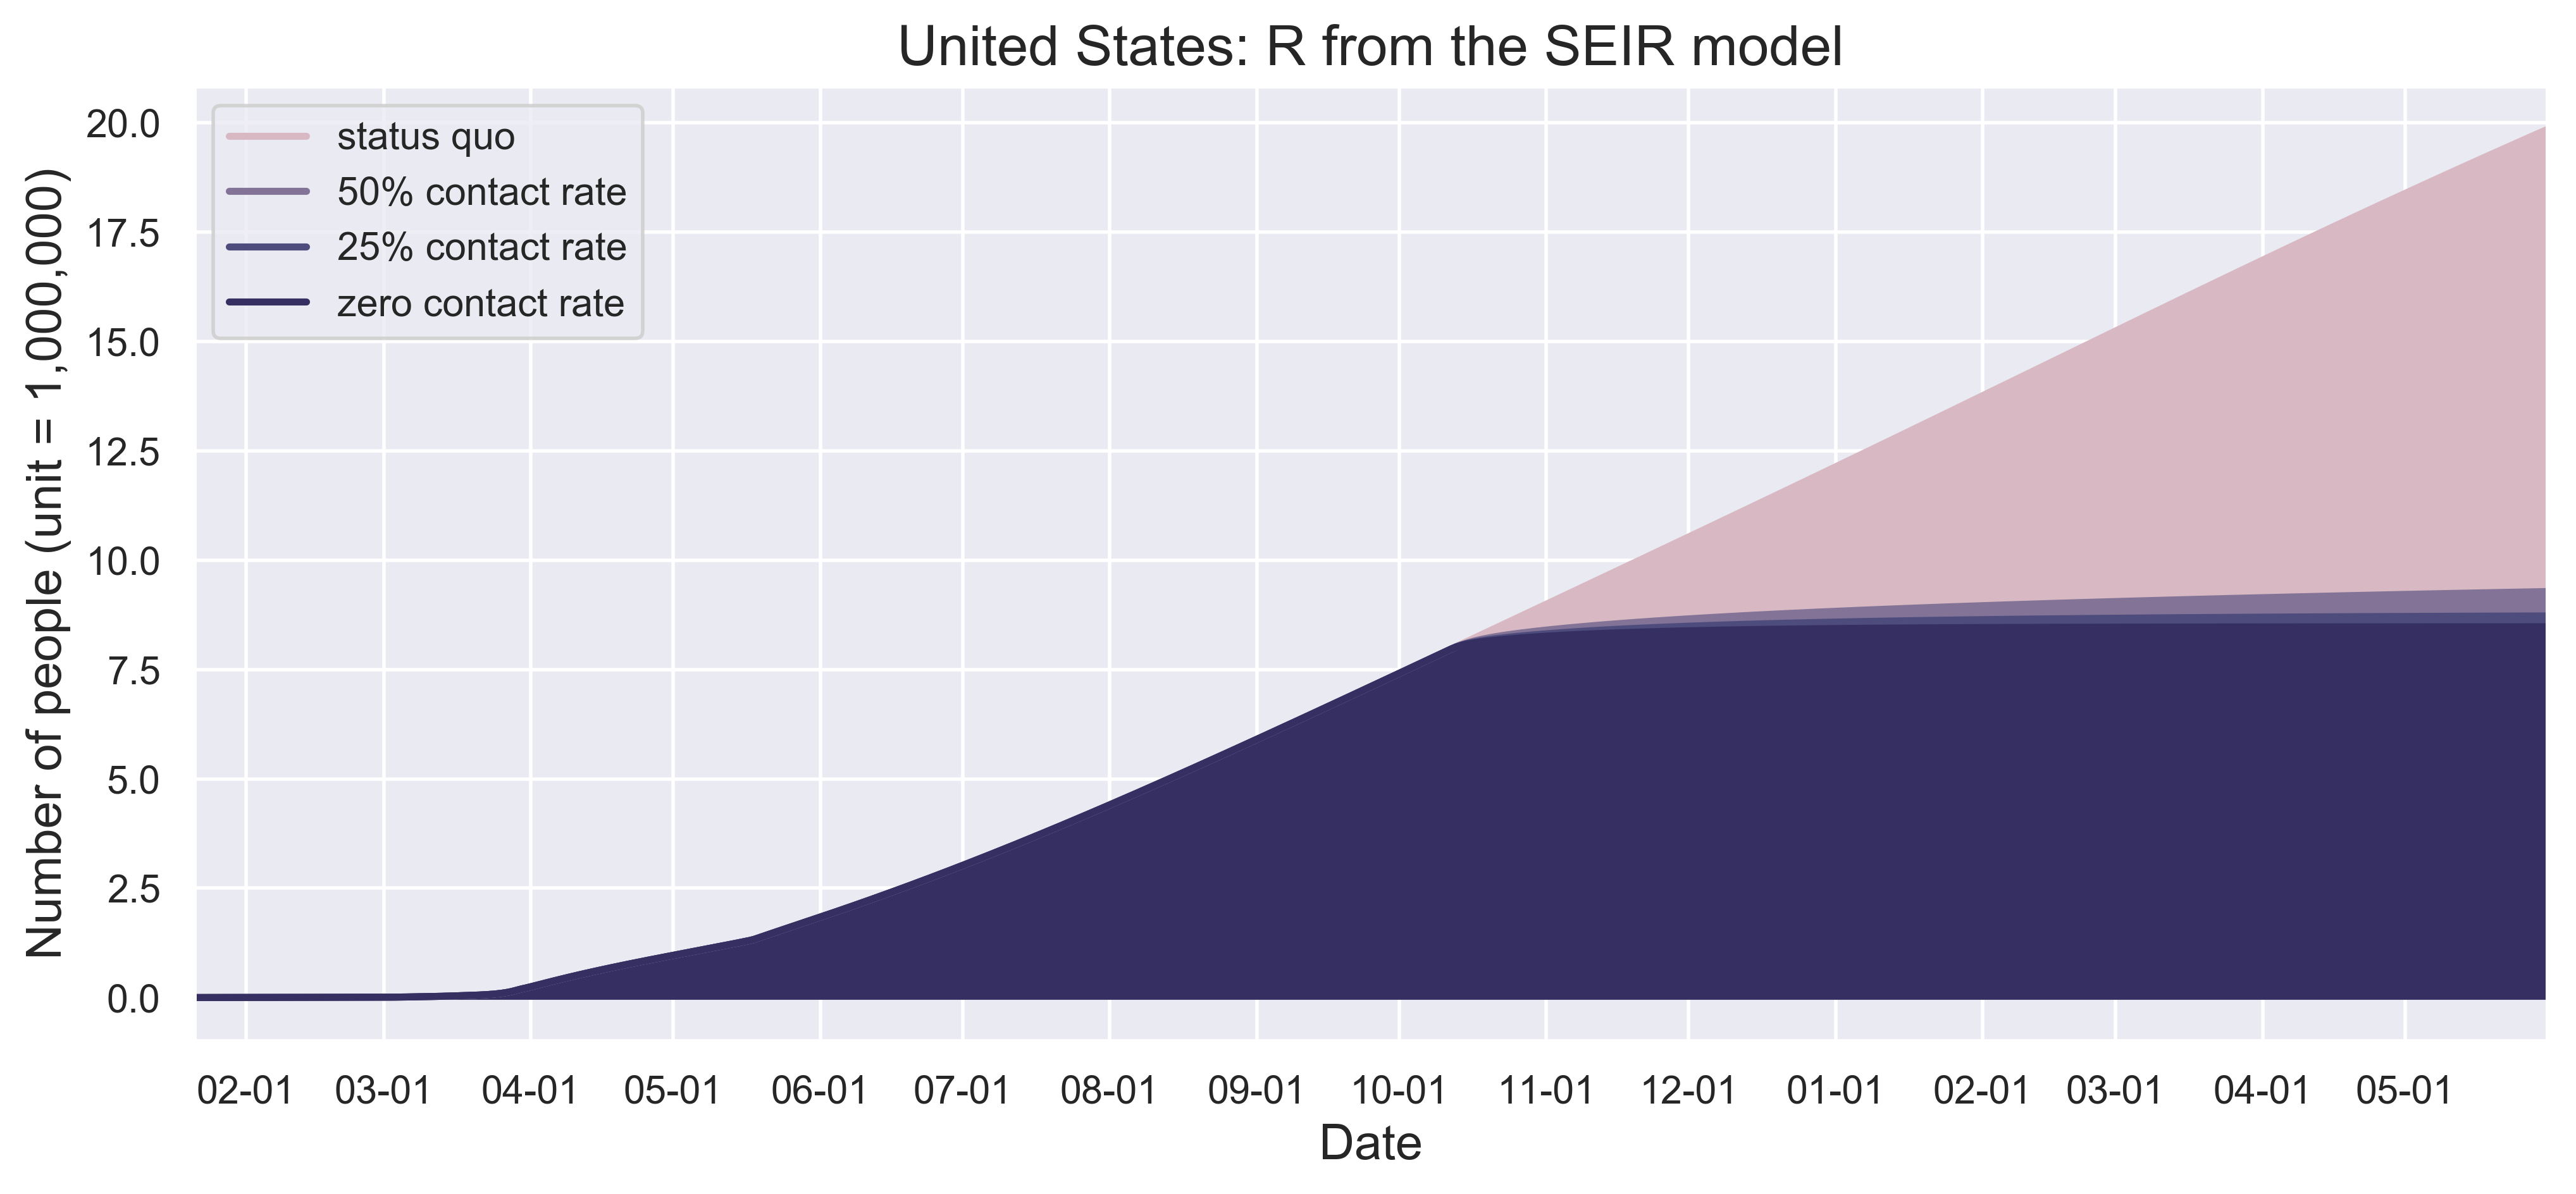 United States: R from the SEIR model
status quo
50% contact rate
25% contact rate
zero contact rate
Number of people (unit = 1,000,000)
20.0
17.5
15.0
12.5
10.0
7.5
5.0
2.5
0.0
02-01 03-01 04-01 05-01 06-01 07-01 08-01 09-01 10-01 11-01 12-01 01-01 02-01 03-01 04-01 05-01
Date